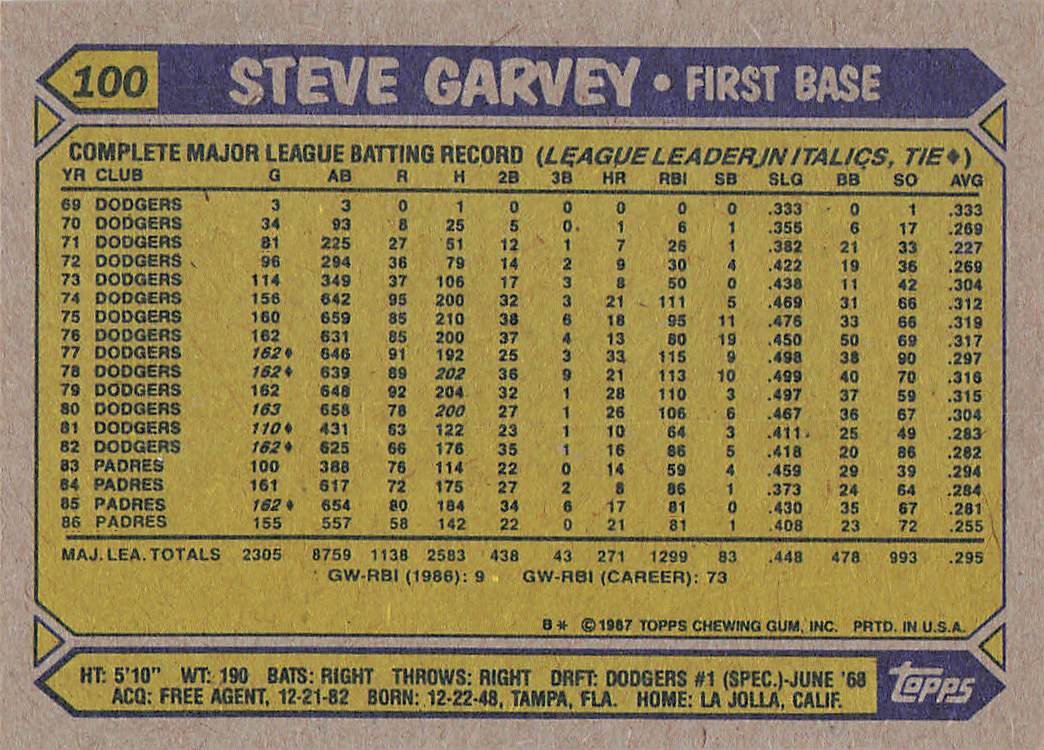 100 STEVE GARVEY • FIRST BASE
COMPLETE MAJOR LEAGUE BATTING RECORD (LEAGUE LEADER IN ITALICS, TIE♦)
YR CLUB G AB R H 2B 3B HR RBI SB SLG BB SO AVG
69 DODGERS 3 3 0 1 0 0 0 0 0 .333 0 1 .333
70 DODGERS 34 93 8 25 5 0 1 6 1 .355 6 17 .269
71 DODGERS 81 225 27 51 12 1 7 26 1 .382 21 33 .227
72 DODGERS 96 294 36 79 14 2 9 30 4 .422 19 36 .269
73 DODGERS 114 349 37 106 17 3 8 50 0 .438 11 42 .304
74 DODGERS 156 642 95 200 32 3 21 111 5 .469 31 66 .312
75 DODGERS 160 659 85 210 38 6 18 95 11 .476 33 66 .319
76 DODGERS 162 631 85 200 37 4 13 80 19 .450 50 69 .317
77 DODGERS 162♦ 646 91 192 25 3 33 115 9 .498 38 90 .297
78 DODGERS 162♦ 639 89 202 36 9 21 113 10 .499 40 70 .316
79 DODGERS 162 648 92 204 32 1 28 110 3 .497 37 59 .315
80 DODGERS 163 658 78 200 27 1 26 106 6 .467 36 67 .304
81 DODGERS 110♦ 431 63 122 23 1 10 64 3 .411 25 49 .283
82 DODGERS 162♦ 625 66 176 35 1 16 86 5 .418 20 86 .282
83 PADRES 100 388 76 114 22 0 14 59 4 .459 29 39 .294
84 PADRES 161 617 72 175 27 2 8 86 1 .373 24 64 .284
85 PADRES 162♦ 654 80 184 34 6 17 81 0 .430 35 67 .281
86 PADRES 155 557 58 142 22 0 21 81 1 .408 23 72 .255
MAJ. LEA. TOTALS 2305 8759 1138 2583 438 43 271 1299 83 .448 478 993 .295
GW-RBI (1986): 9 GW-RBI (CAREER): 73
B* ©1987 TOPPS CHEWING GUM, INC. PRTD. IN U.S.A.
HT: 5'10" WT: 190 BATS: RIGHT THROWS: RIGHT DRFT: DODGERS #1 (SPEC.)-JUNE '68
ACQ: FREE AGENT, 12-21-82 BORN: 12-22-48, TAMPA, FLA. HOME: LA JOLLA, CALIF.
Topps